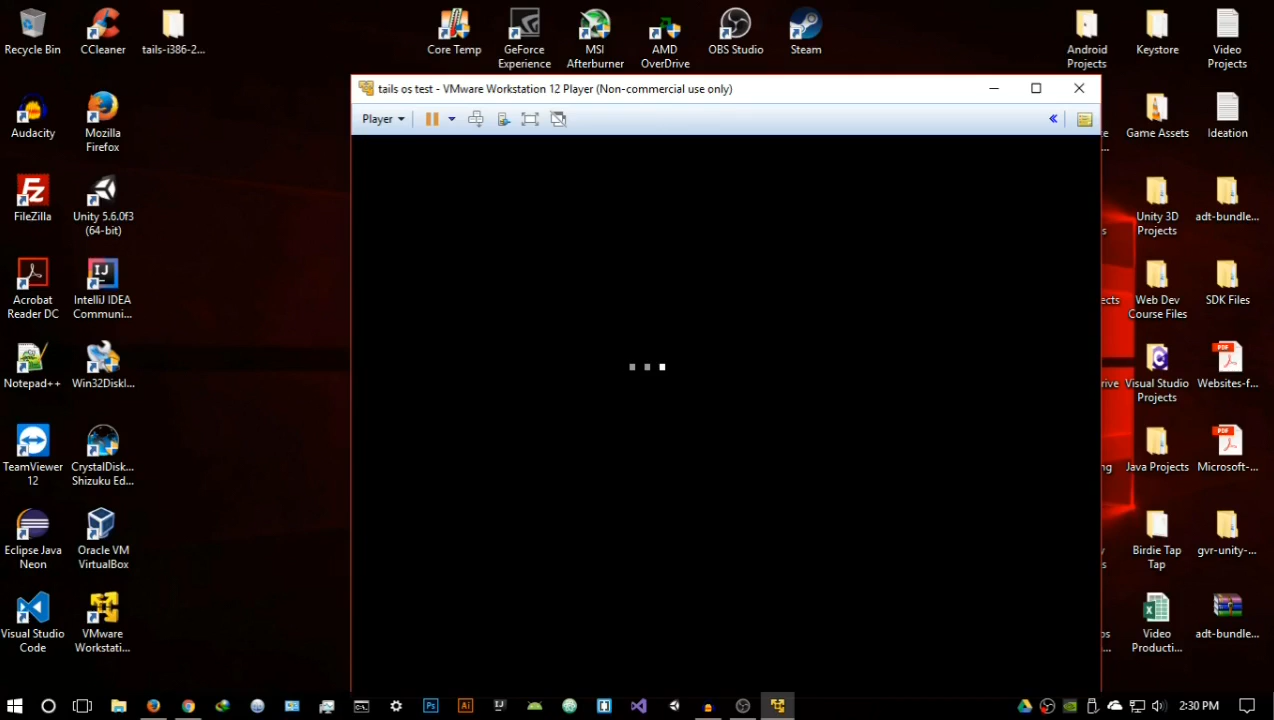 Recycle Bin
CCleaner
tails-i386-2...
Core Temp
GeForce
Experience
MSI
Afterburner
AMD
OverDrive
OBS Studio
Steam
Android
Projects
Keystore
Video
Projects
tails os test - VMware Workstation 12 Player (Non-commercial use only)
Player
Audacity
Mozilla
Firefox
Game Assets
Ideation
FileZilla
Unity 5.6.0f3
(64-bit)
Unity 3D
Projects
adt-bundle...
Acrobat
Reader DC
IntelliJ IDEA
Communi...
ects
Web Dev
Course Files
SDK Files
Notepad++
Win32DiskI...
rive
Visual Studio
Projects
Websites-f...
TeamViewer
12
CrystalDisk...
Shizuku Ed...
ng
Java Projects
Microsoft-...
Eclipse Java
Neon
Oracle VM
VirtualBox
Birdie Tap
Tap
gvr-unity-...
Visual Studio
Code
VMware
Workstati...
Video
Producti...
adt-bundle...
2:30 PM